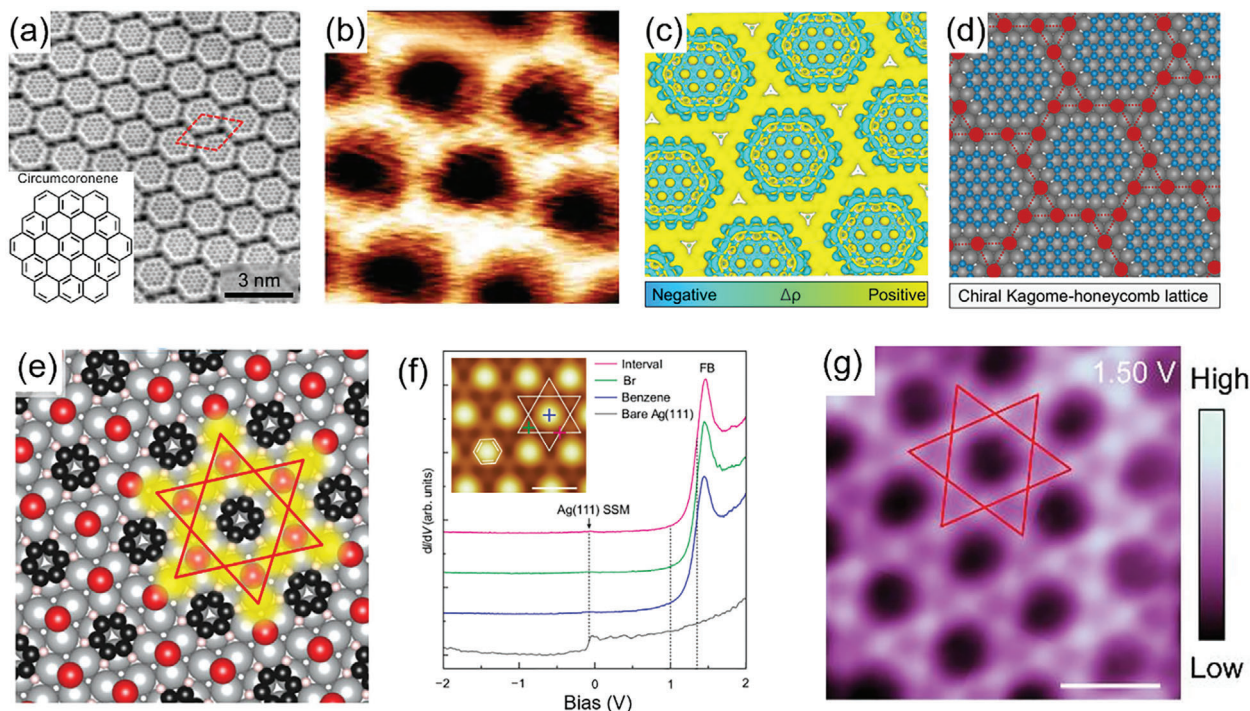 (a)
Circumcoronene
3 nm
(b)
(c)
Negative Δρ Positive
(d)
Chiral Kagome-honeycomb lattice
(e)
(f)
Interval
Br
Benzene
Bare Ag(111)
FB
Ag(111) SSM
dI/dV (arb. units)
−2 −1 0 1 2
Bias (V)
(g)
1.50 V
High
Low